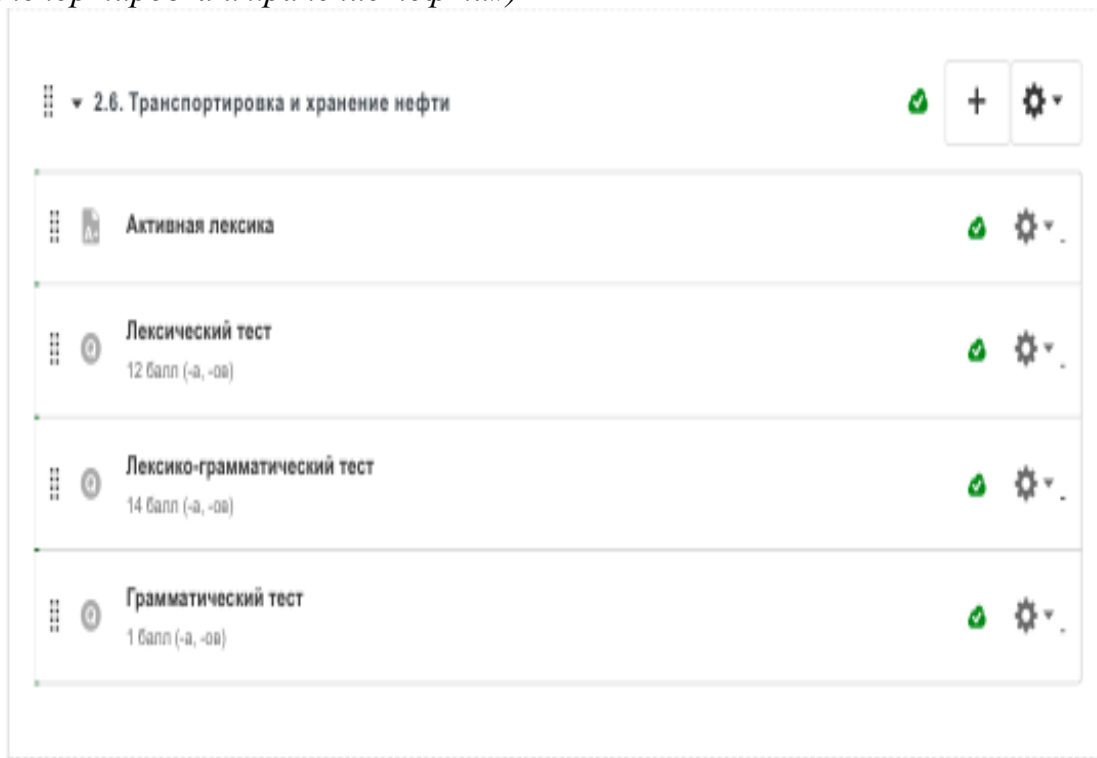 2.6. Транспортировка и хранение нефти
Активная лексика
Лексический тест
12 балл (-а, -ов)
Лексико-грамматический тест
14 балл (-а, -ов)
Грамматический тест
1 балл (-а, -ов)